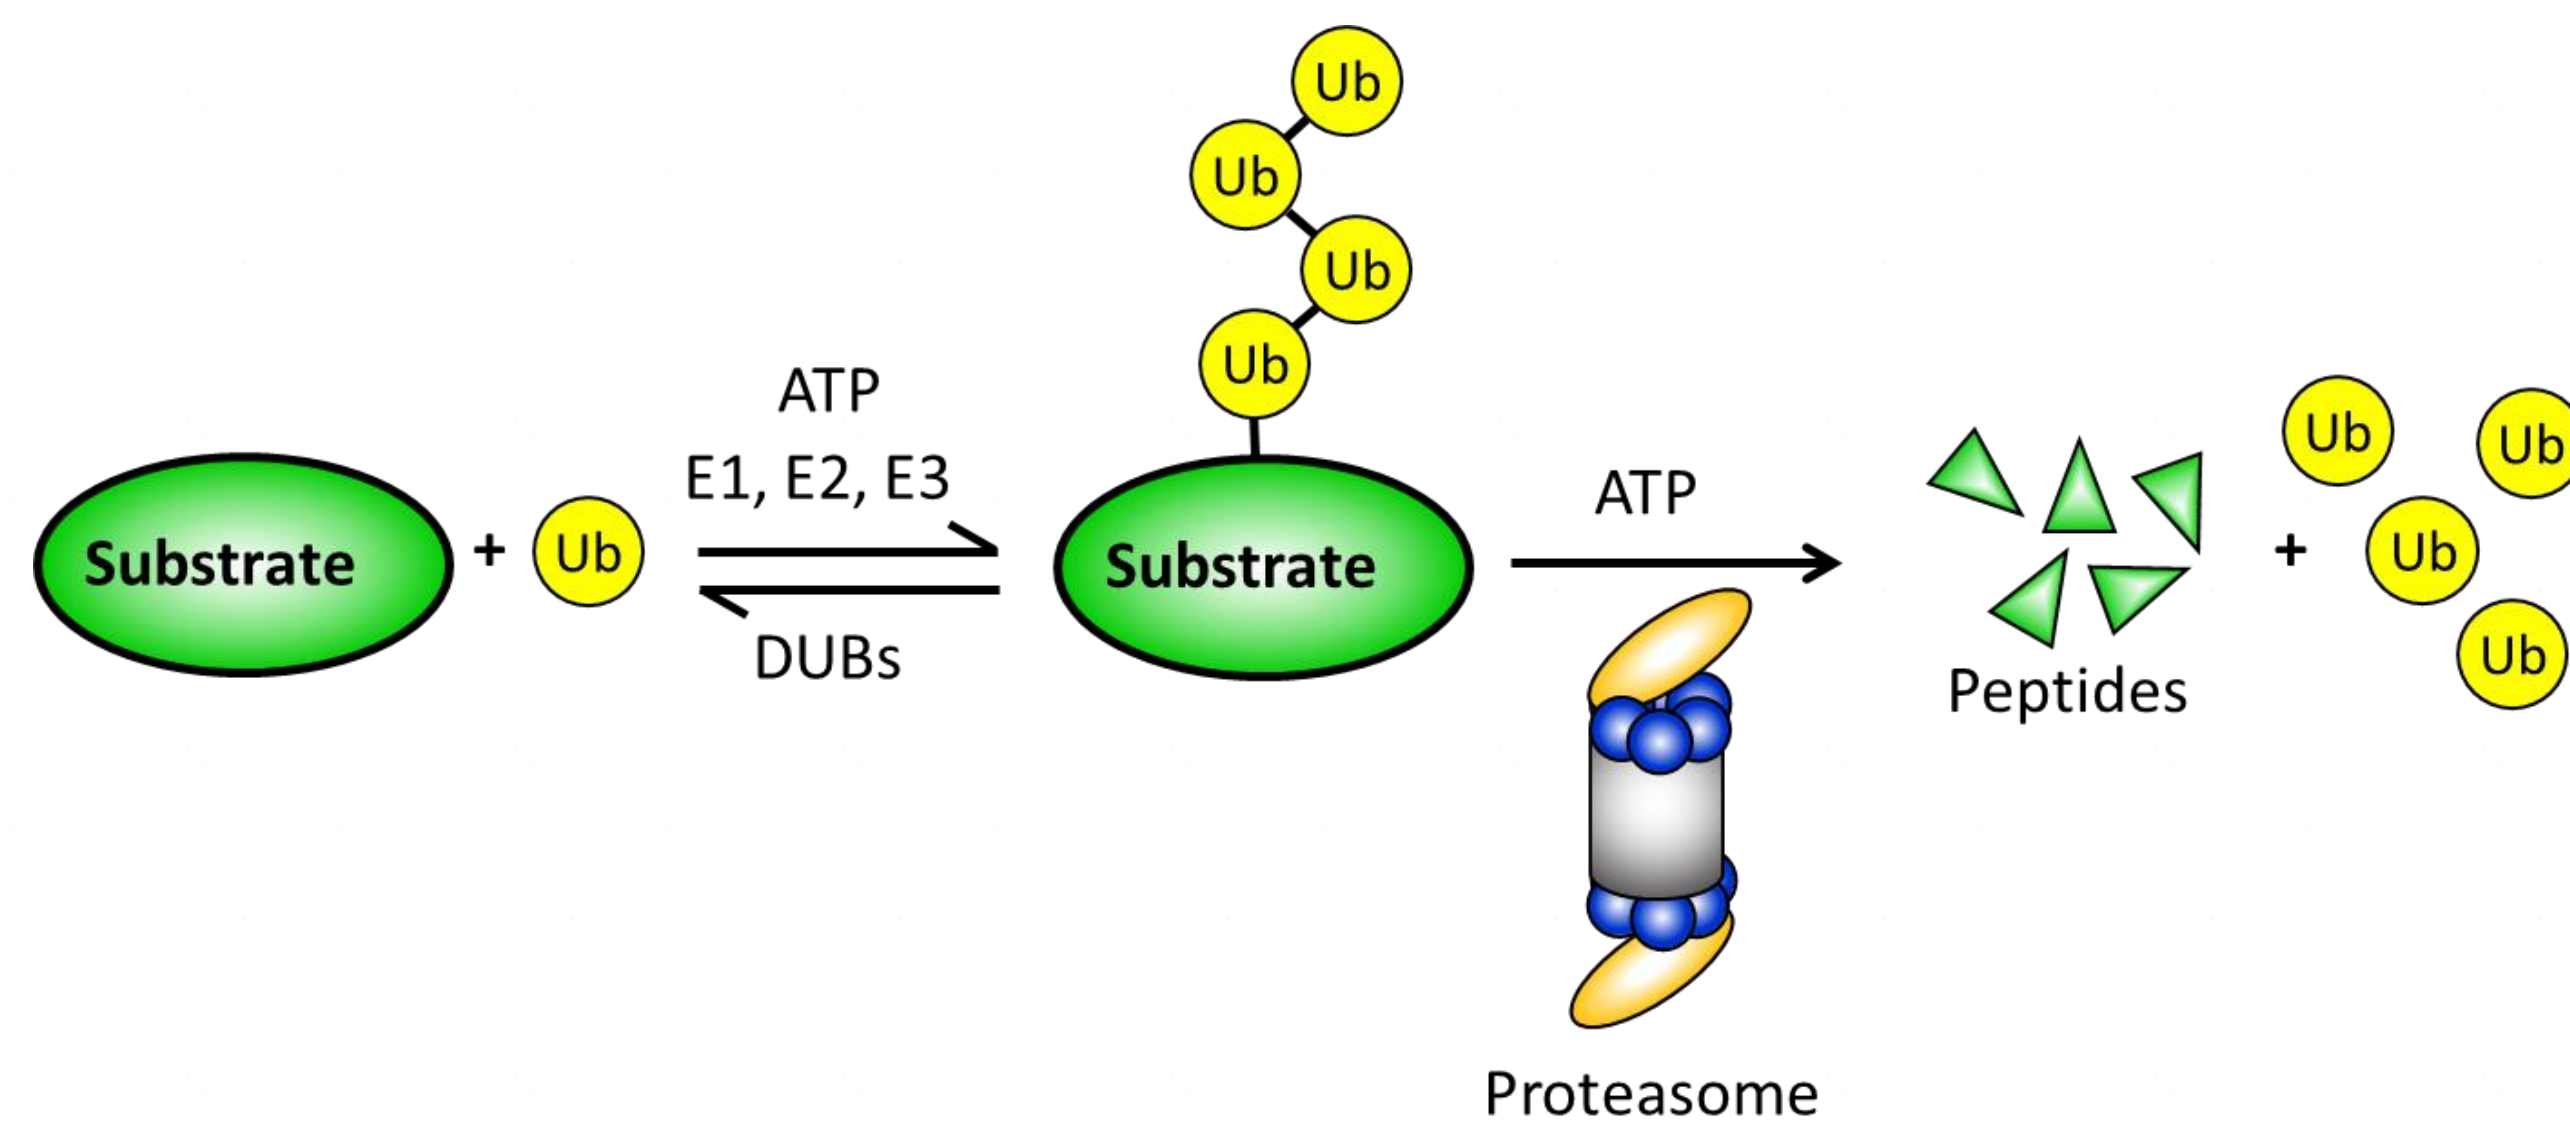 Substrate
+
Ub
ATP
E1, E2, E3
DUBs
Ub
Ub
Ub
Ub
Substrate
ATP
Proteasome
Peptides
+
Ub
Ub
Ub
Ub